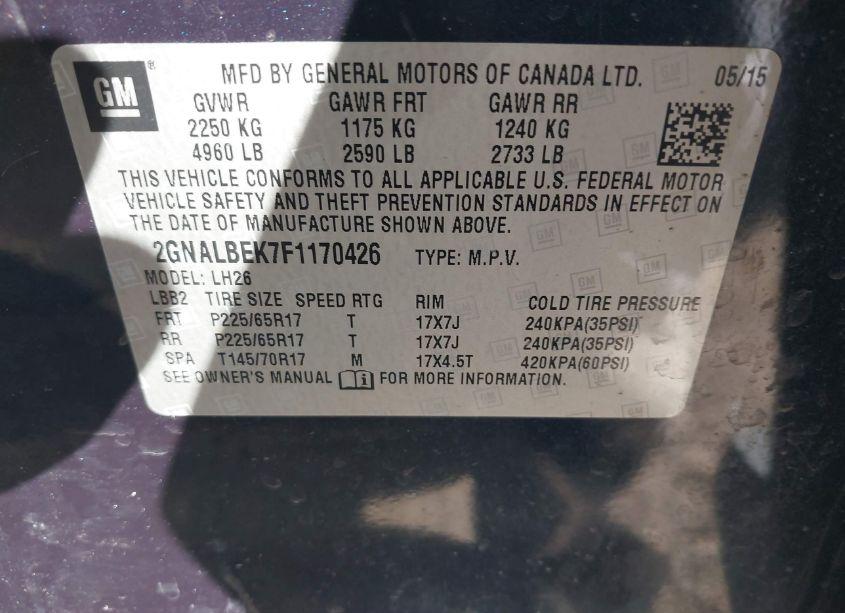 GM ® MFD BY GENERAL MOTORS OF CANADA LTD. 05/15
GVWR GAWR FRT GAWR RR
2250 KG 1175 KG 1240 KG
4960 LB 2590 LB 2733 LB
THIS VEHICLE CONFORMS TO ALL APPLICABLE U.S. FEDERAL MOTOR
VEHICLE SAFETY AND THEFT PREVENTION STANDARDS IN EFFECT ON
THE DATE OF MANUFACTURE SHOWN ABOVE.
2GNALBEK7F1170426 TYPE: M.P.V.
MODEL: LH26
LBB2 TIRE SIZE SPEED RTG RIM COLD TIRE PRESSURE
FRT P225/65R17 T 17X7J 240KPA(35PSI)
RR P225/65R17 T 17X7J 240KPA(35PSI)
SPA T145/70R17 M 17X4.5T 420KPA(60PSI)
SEE OWNER'S MANUAL i FOR MORE INFORMATION.